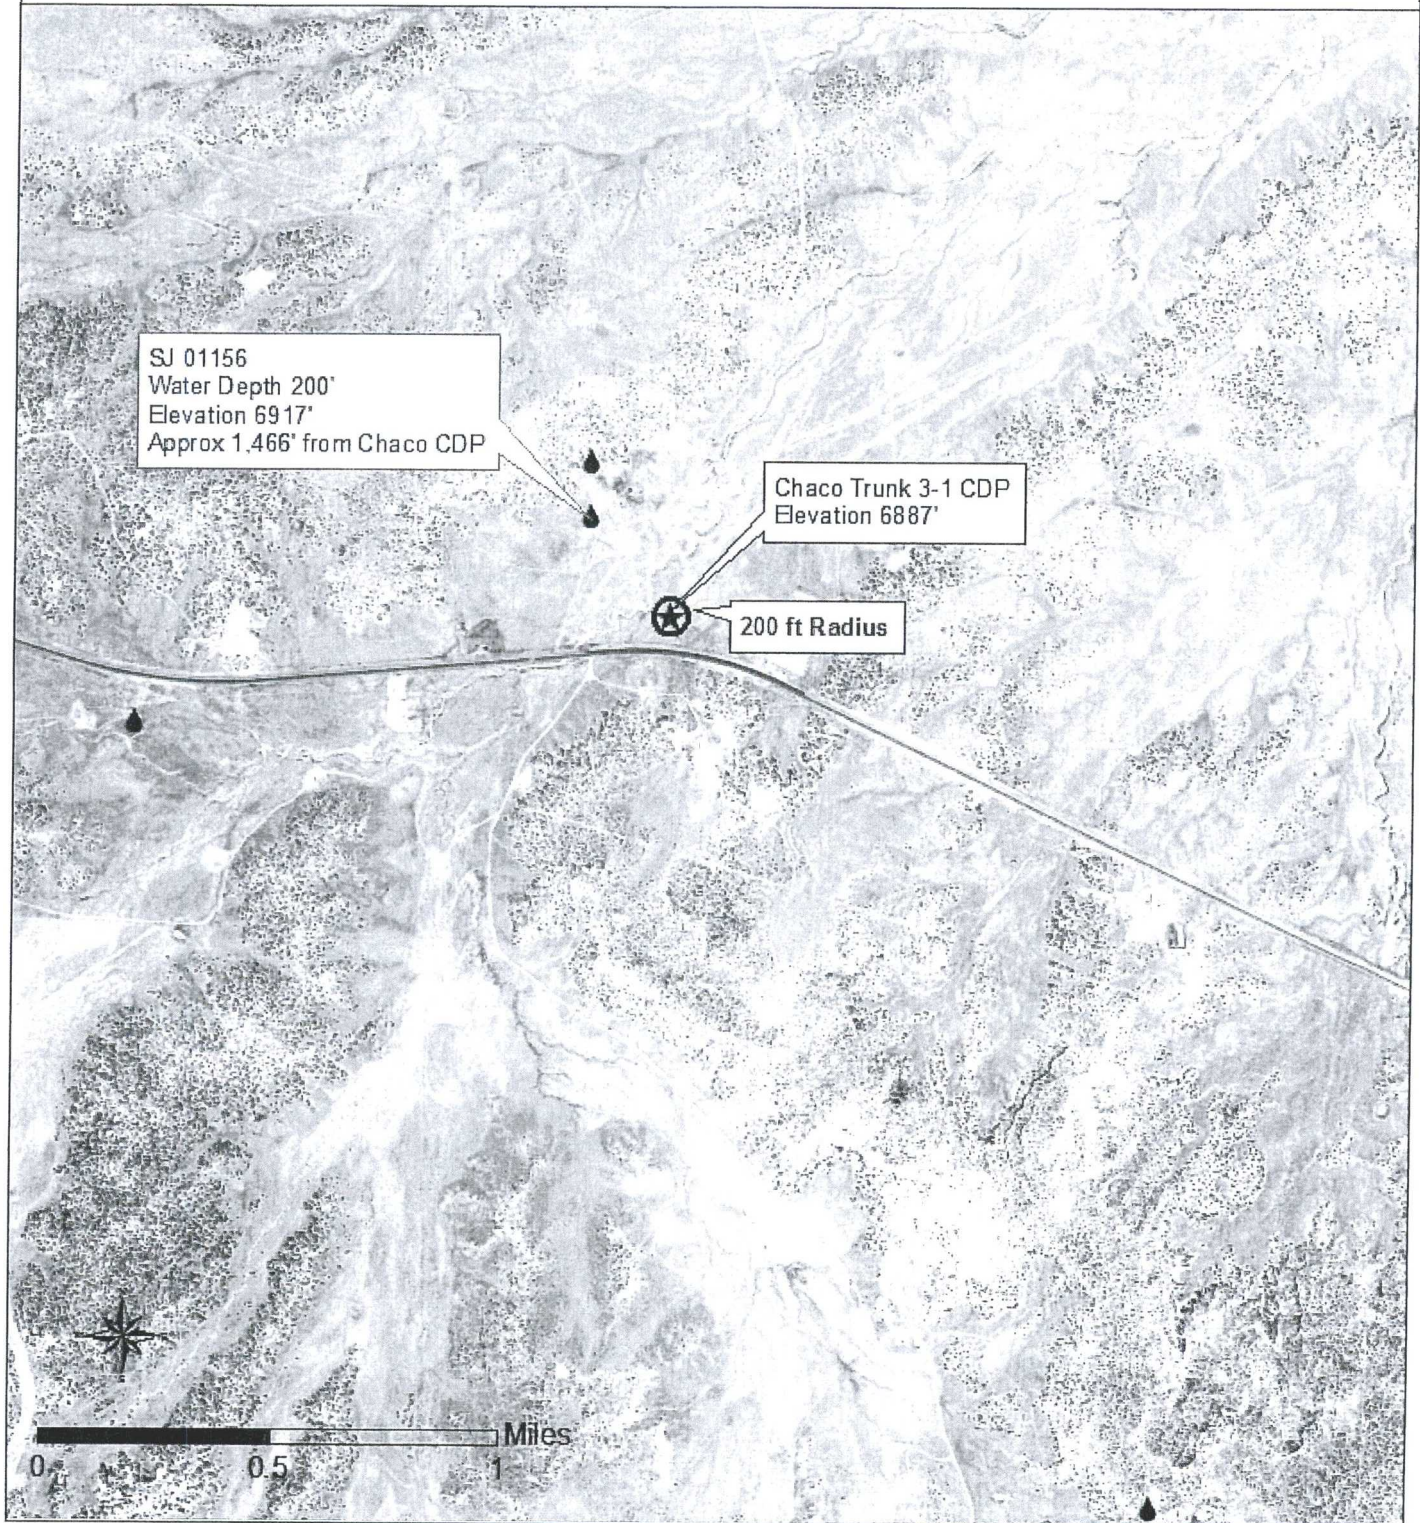 SJ 01156
Water Depth 200'
Elevation 6917'
Approx 1,466' from Chaco CDP
Chaco Trunk 3-1 CDP
Elevation 6887'
200 ft Radius
Miles
0 0.5 1